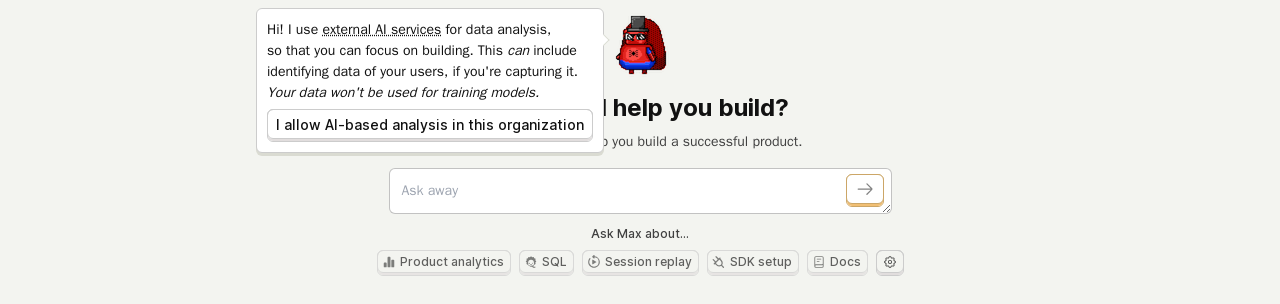 Hi! I use external AI services for data analysis,
so that you can focus on building. This can include
identifying data of your users, if you're capturing it.
Your data won't be used for training models.
I allow AI-based analysis in this organization
help you build?
you build a successful product.
Ask away
Ask Max about...
Product analytics
SQL
Session replay
SDK setup
Docs